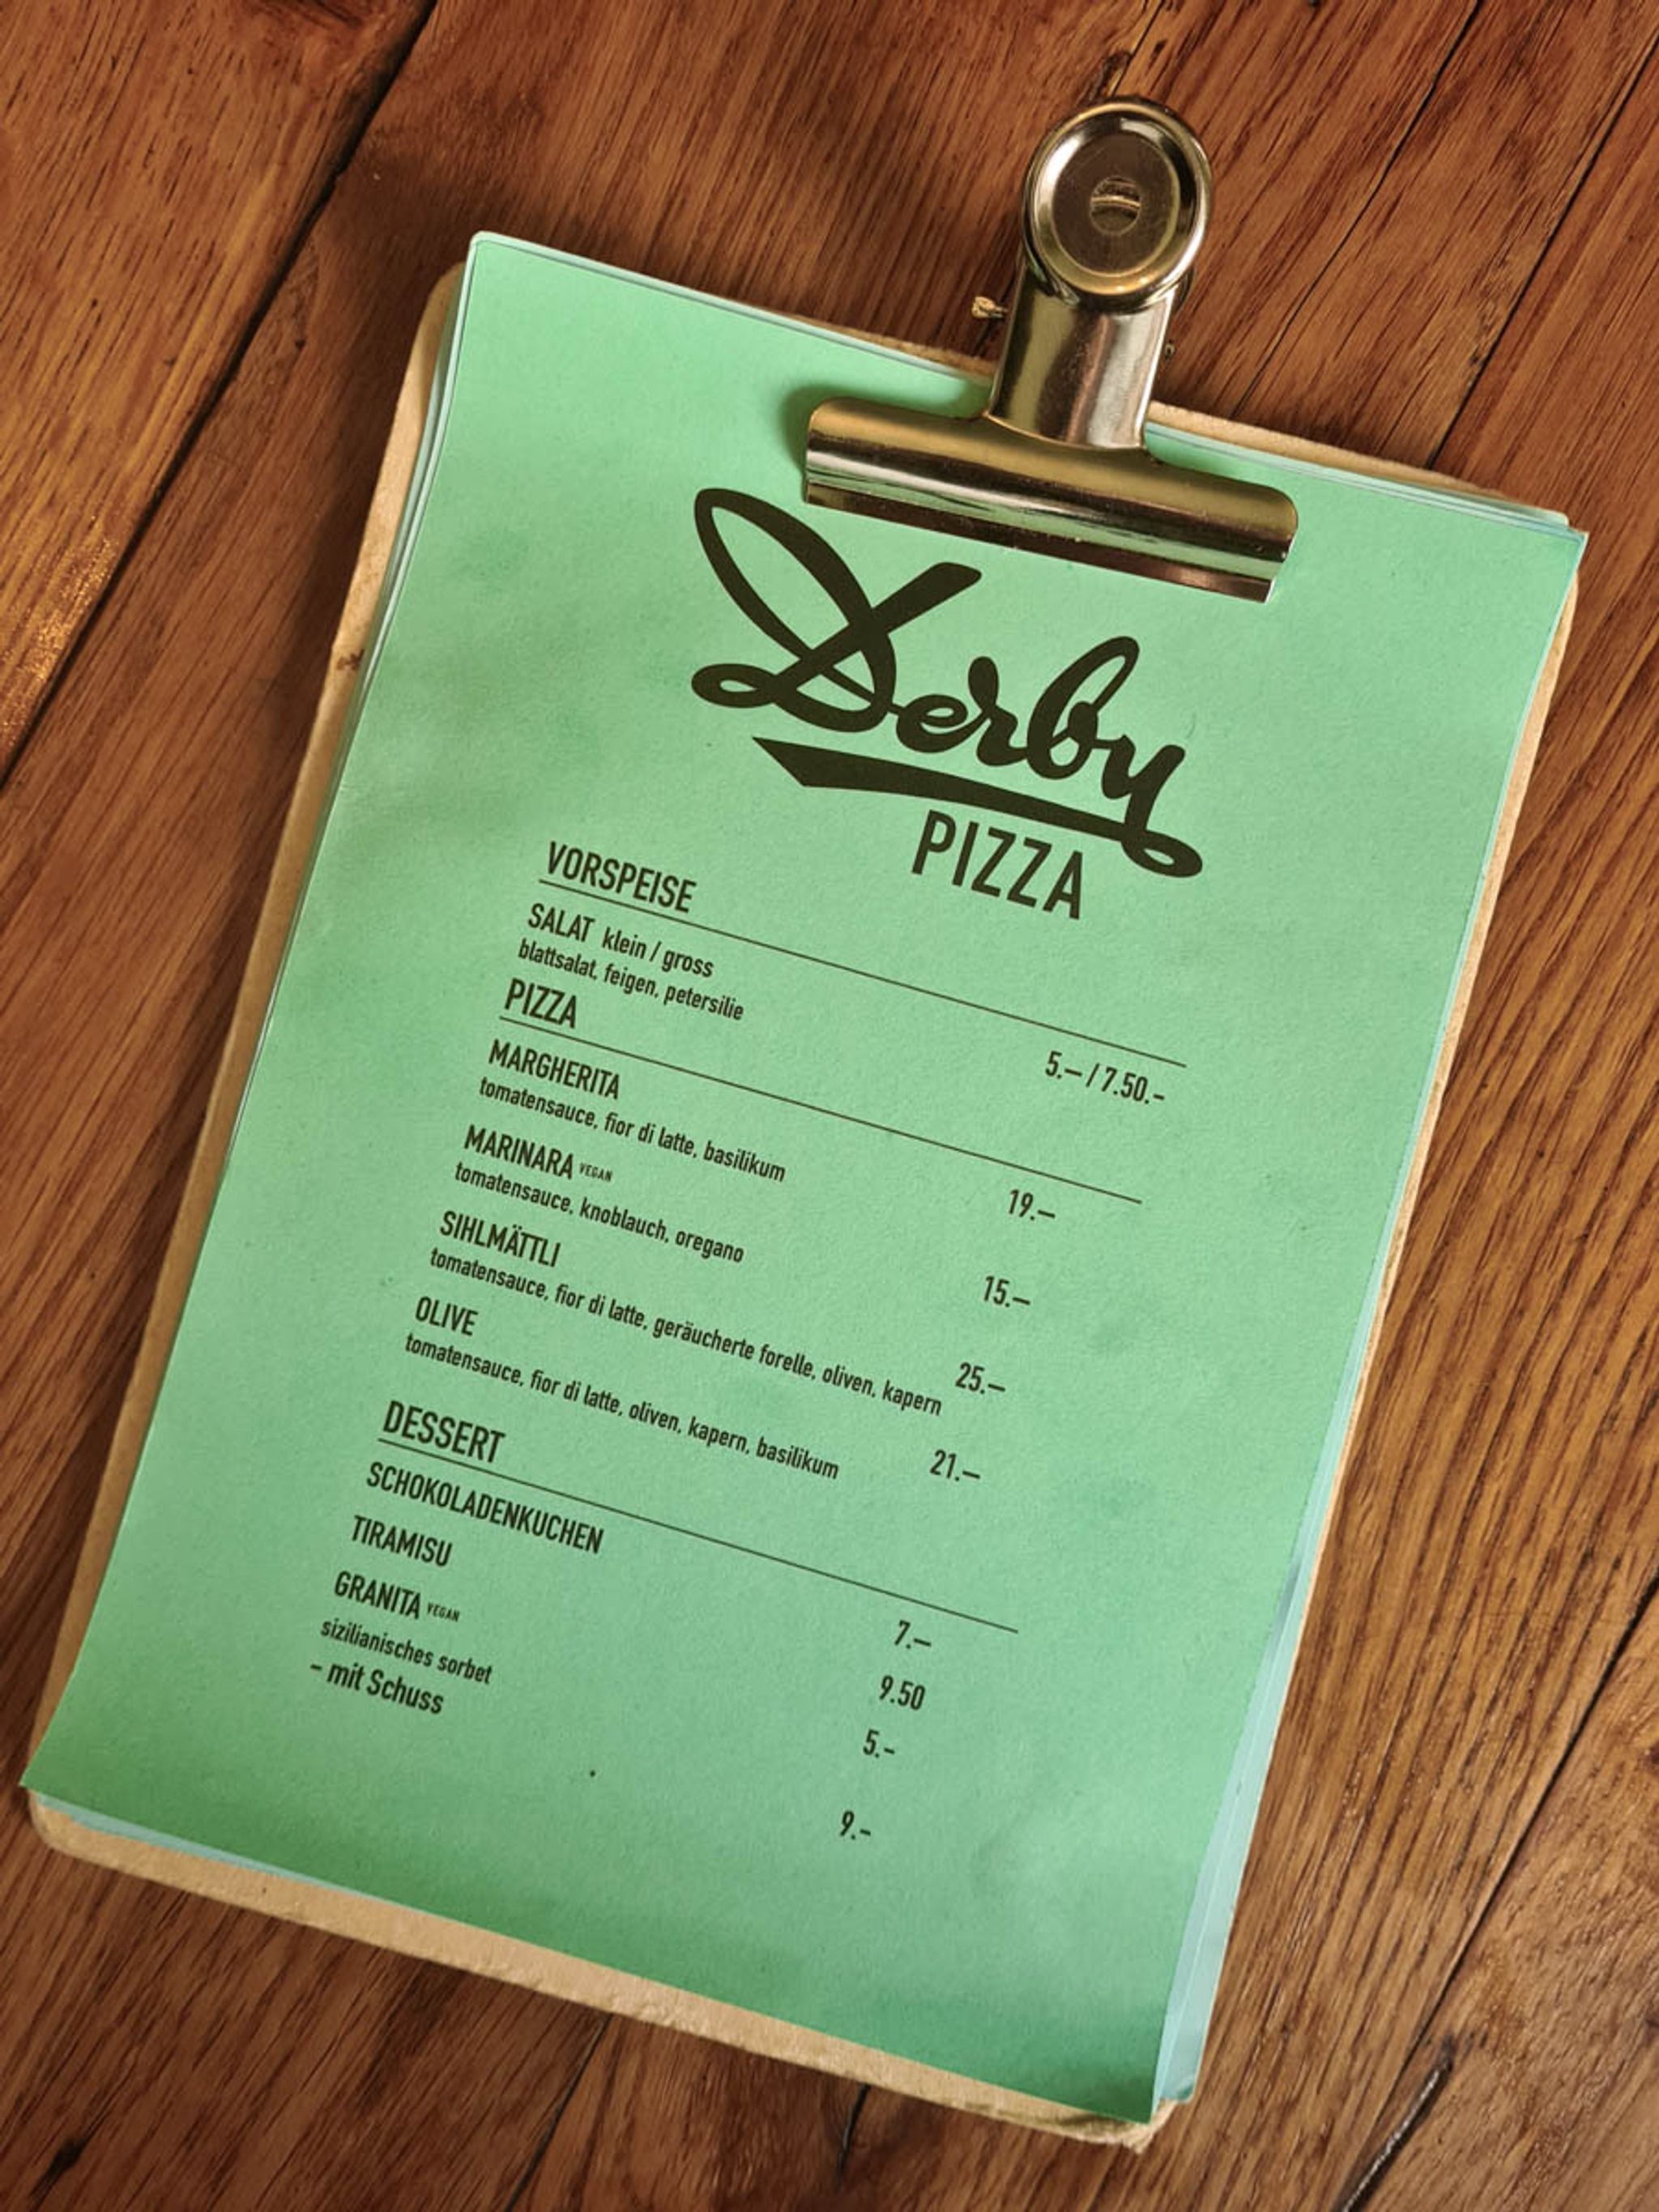 Derby
PIZZA
VORSPEISE
SALAT klein / gross 5.– / 7.50.-
blattsalat, feigen, petersilie
PIZZA
MARGHERITA 19.–
tomatensauce, fior di latte, basilikum
MARINARA VEGAN 15.–
tomatensauce, knoblauch, oregano
SIHLMÄTTLI 25.–
tomatensauce, fior di latte, geräucherte forelle, oliven, kapern
OLIVE 21.–
tomatensauce, fior di latte, oliven, kapern, basilikum
DESSERT
SCHOKOLADENKUCHEN 7.–
TIRAMISU 9.50
GRANITA VEGAN 5.-
sizilianisches sorbet
– mit Schuss 9.-